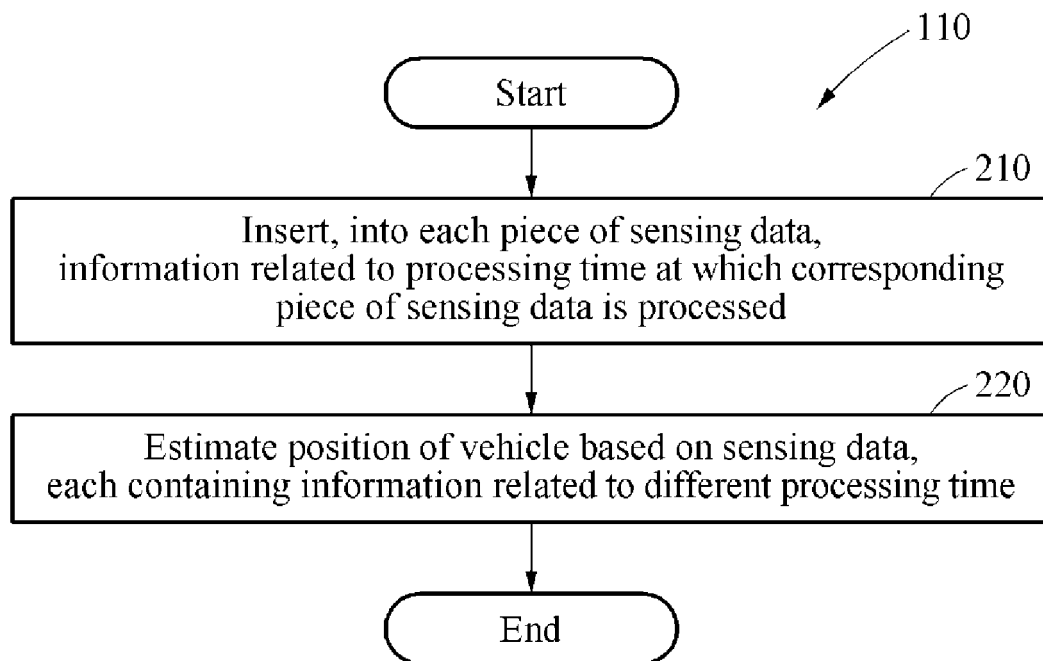 110
Start
210
Insert, into each piece of sensing data,
information related to processing time at which corresponding
piece of sensing data is processed
220
Estimate position of vehicle based on sensing data,
each containing information related to different processing time
End